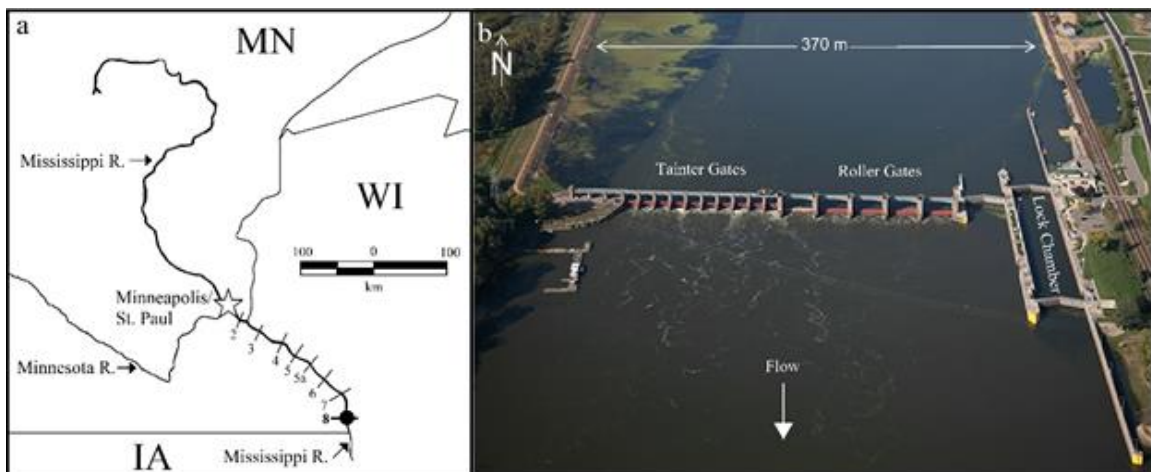 a
MN
Mississippi R.
WI
100
0
100
km
Minneapolis/
St. Paul
2
3
4
5
5a
6
7
8
Minnesota R.
IA
Mississippi R.
b
N
370 m
Tainter Gates
Roller Gates
Lock Chamber
Flow